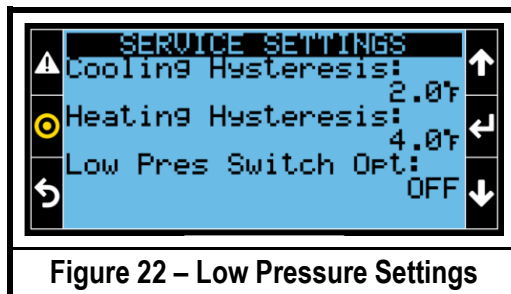 SERVICE SETTINGS
Cooling Hysteresis:
2.0°F
Heating Hysteresis:
4.0°F
Low Pres Switch Opt:
OFF
Figure 22 – Low Pressure Settings